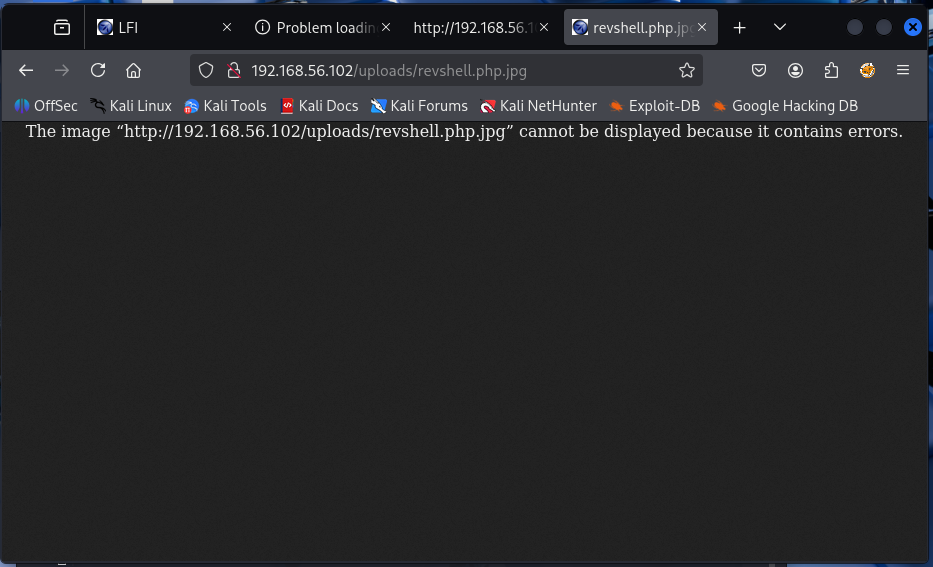 LFI
Problem loadin
http://192.168.56.1
revshell.php.jpg
192.168.56.102/uploads/revshell.php.jpg
OffSec Kali Linux Kali Tools Kali Docs Kali Forums Kali NetHunter Exploit-DB Google Hacking DB
The image “http://192.168.56.102/uploads/revshell.php.jpg” cannot be displayed because it contains errors.